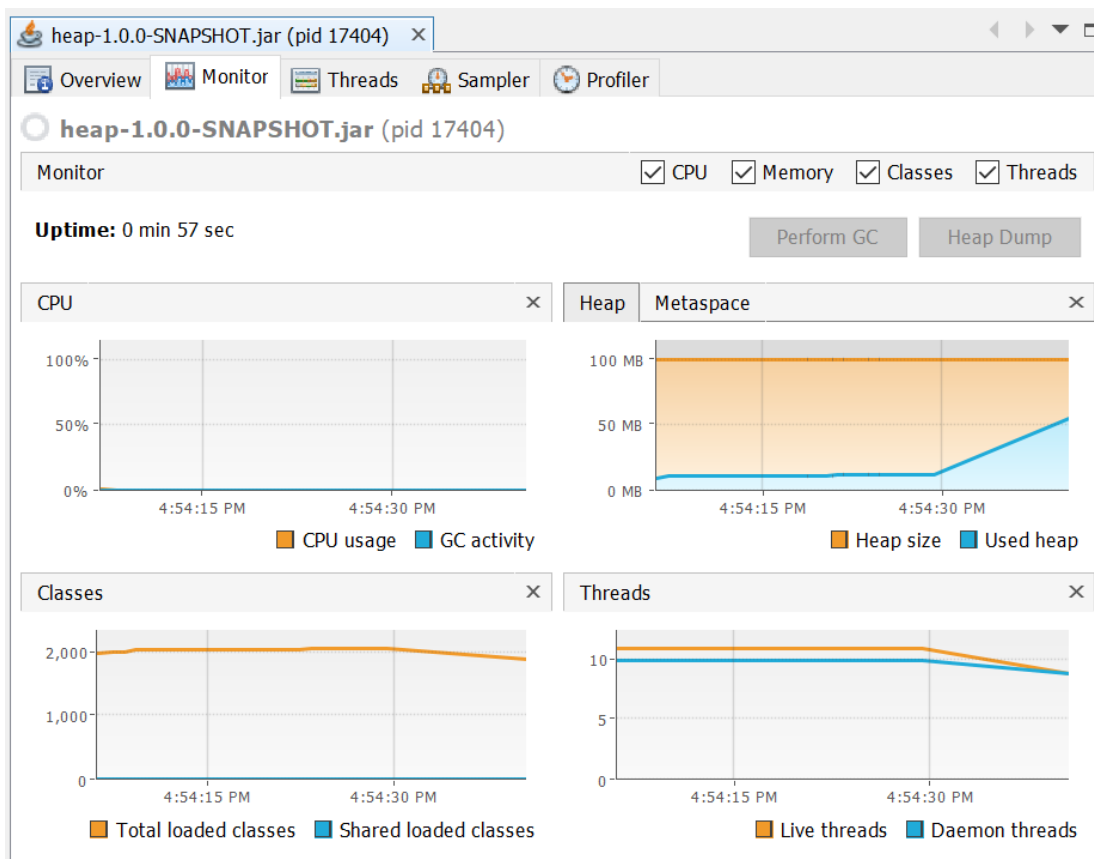 heap-1.0.0-SNAPSHOT.jar (pid 17404)
Overview Monitor Threads Sampler Profiler
heap-1.0.0-SNAPSHOT.jar (pid 17404)
Monitor CPU Memory Classes Threads
Uptime: 0 min 57 sec Perform GC Heap Dump
CPU
100%
50%
0%
4:54:15 PM 4:54:30 PM
CPU usage GC activity
Heap Metaspace
100 MB
50 MB
0 MB
4:54:15 PM 4:54:30 PM
Heap size Used heap
Classes
2,000
1,000
0
4:54:15 PM 4:54:30 PM
Total loaded classes Shared loaded classes
Threads
10
5
0
4:54:15 PM 4:54:30 PM
Live threads Daemon threads